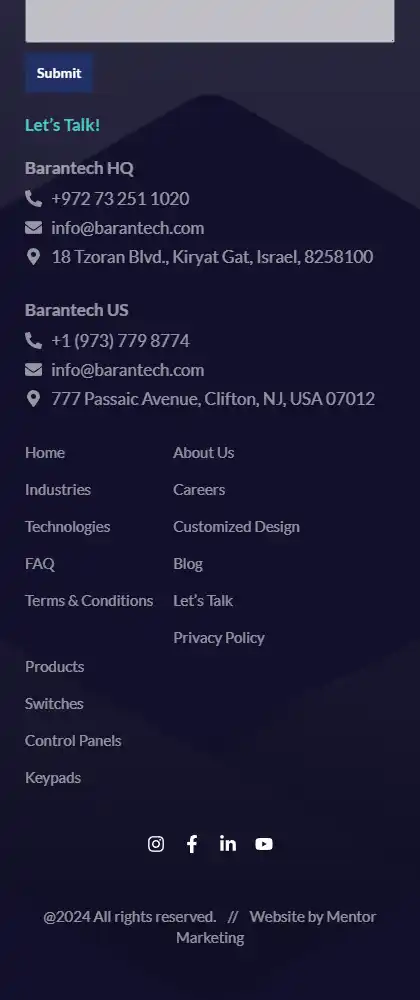 Submit
Let's Talk!
Barantech HQ
+972 73 251 1020
info@barantech.com
18 Tzoran Blvd., Kiryat Gat, Israel, 8258100
Barantech US
+1 (973) 779 8774
info@barantech.com
777 Passaic Avenue, Clifton, NJ, USA 07012
Home
Industries
Technologies
FAQ
Terms & Conditions
About Us
Careers
Customized Design
Blog
Let's Talk
Privacy Policy
Products
Switches
Control Panels
Keypads
@2024 All rights reserved. // Website by Mentor
Marketing